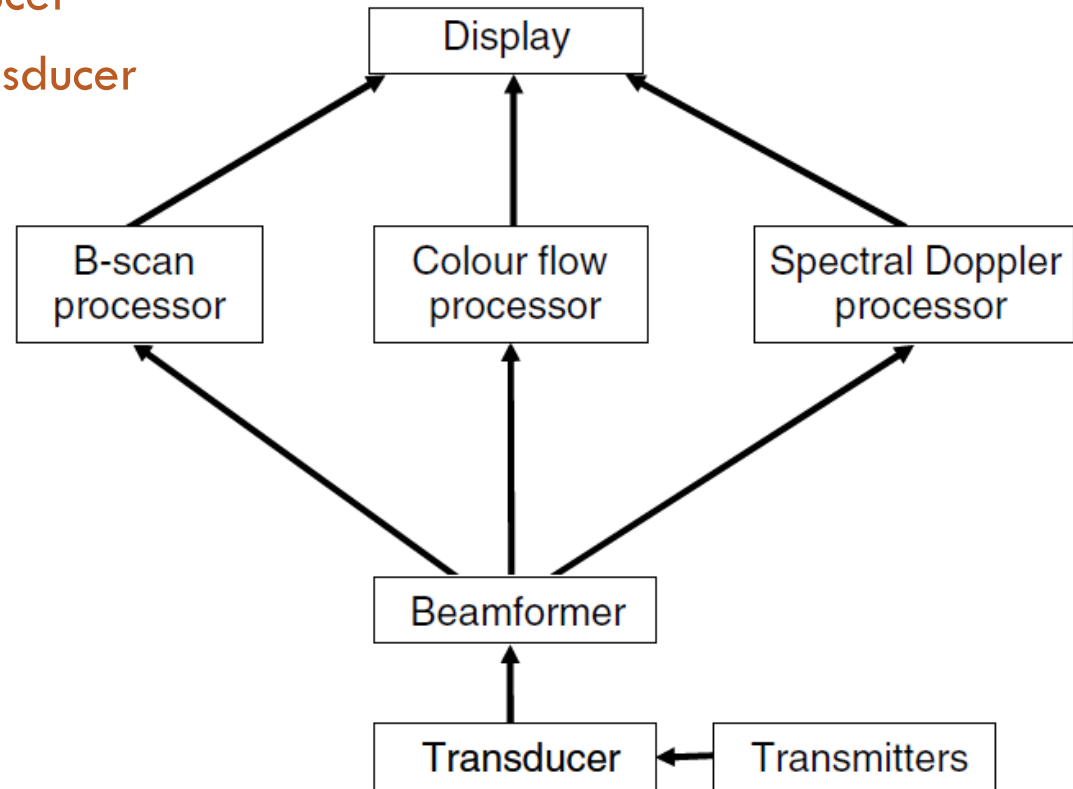 sducer
Display
B-scan
processor
Colour flow
processor
Spectral Doppler
processor
Beamformer
Transducer
Transmitters